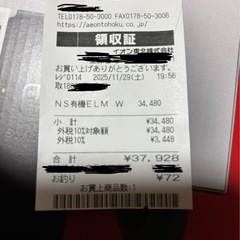 TEL0178-50-3000 FAX0178-50-3006
https://aeontohoku.co.jp/
領収証
イオン東北株式会社
お買い上げありがとうございます。
レジ0114 2025/11/29(土) 19:56
取18
NS有機ELM W 34,480
小 計 ¥34,480
外税10%対象額 ¥34,480
外税10% ¥3,448
合計 ¥37,928
お釣り ¥72
お買上商品数:1